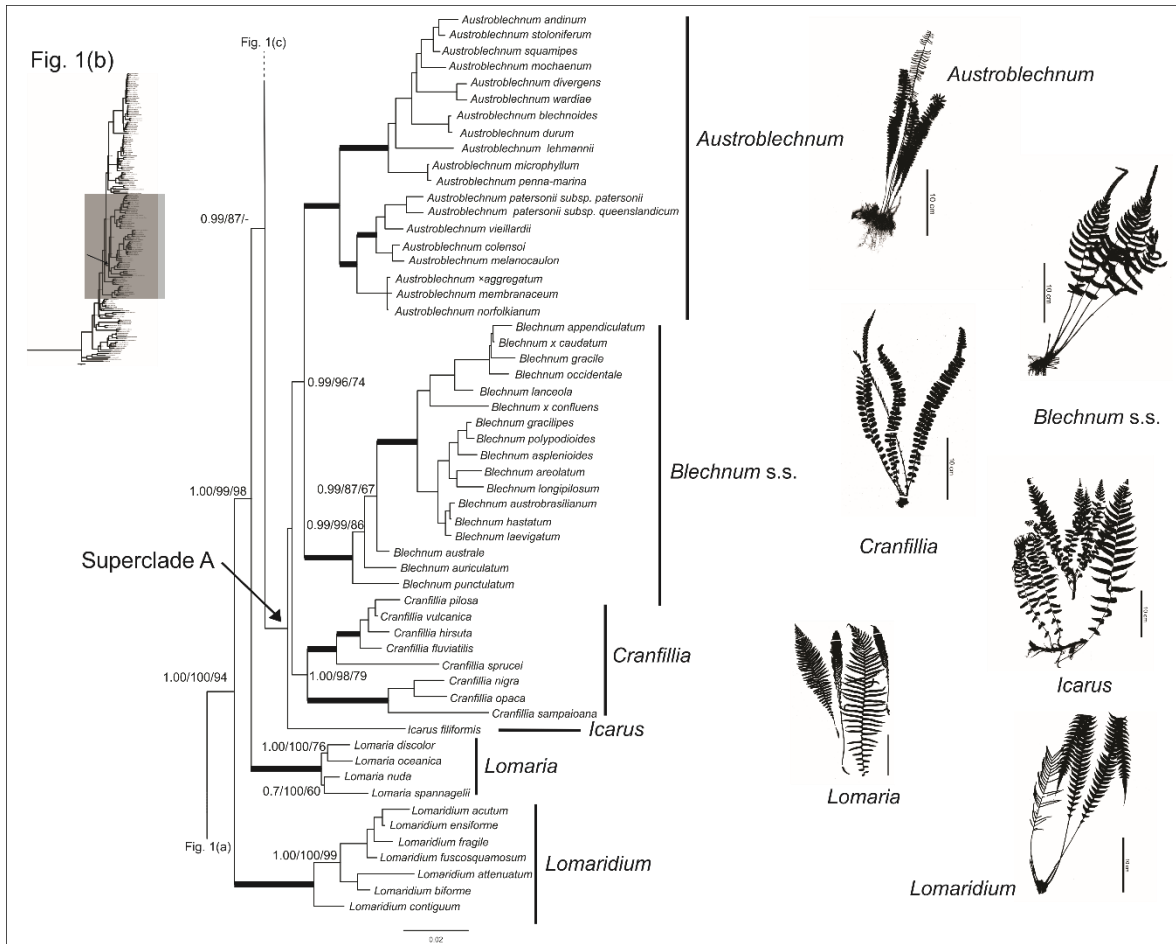 Fig. 1(b)
Fig. 1(c)
Austroblechnum andinum
Austroblechnum stoloniferum
Austroblechnum squamipes
Austroblechnum mochaenum
Austroblechnum divergens
Austroblechnum wardiae
Austroblechnum blechnoides
Austroblechnum durum
Austroblechnum lehmannii
Austroblechnum microphyllum
Austroblechnum penna-marina
Austroblechnum patersonii subsp. patersonii
Austroblechnum patersonii subsp. queenslandicum
Austroblechnum vieillardii
Austroblechnum colensoi
Austroblechnum melanocaulon
Austroblechnum ×aggregatum
Austroblechnum membranaceum
Austroblechnum norfolkianum
Austroblechnum
0.99/87/-
0.99/96/74
Blechnum appendiculatum
Blechnum x caudatum
Blechnum gracile
Blechnum occidentale
Blechnum lanceola
Blechnum x confluens
Blechnum gracilipes
Blechnum polypodioides
Blechnum asplenioides
Blechnum areolatum
Blechnum longipilosum
Blechnum austrobrasilianum
Blechnum hastatum
Blechnum laevigatum
Blechnum australe
Blechnum auriculatum
Blechnum punctulatum
Blechnum s.s.
0.99/87/67
0.99/99/86
1.00/99/98
Superclade A
Cranfillia pilosa
Cranfillia vulcanica
Cranfillia hirsuta
Cranfillia fluviatilis
Cranfillia sprucei
Cranfillia nigra
Cranfillia opaca
Cranfillia sampaioana
Cranfillia
1.00/98/79
1.00/100/94
Icarus filiformis
Icarus
1.00/100/76
Lomaria discolor
Lomaria oceanica
Lomaria nuda
Lomaria spannagelii
Lomaria
0.7/100/60
Lomaridium acutum
Lomaridium ensiforme
Lomaridium fragile
Lomaridium fuscosquamosum
Lomaridium attenuatum
Lomaridium biforme
Lomaridium contiguum
Lomaridium
1.00/100/99
Fig. 1(a)
0.02
Austroblechnum
10 cm
10 cm
Blechnum s.s.
10 cm
Cranfillia
10 cm
Icarus
Lomaria
10 cm
Lomaridium